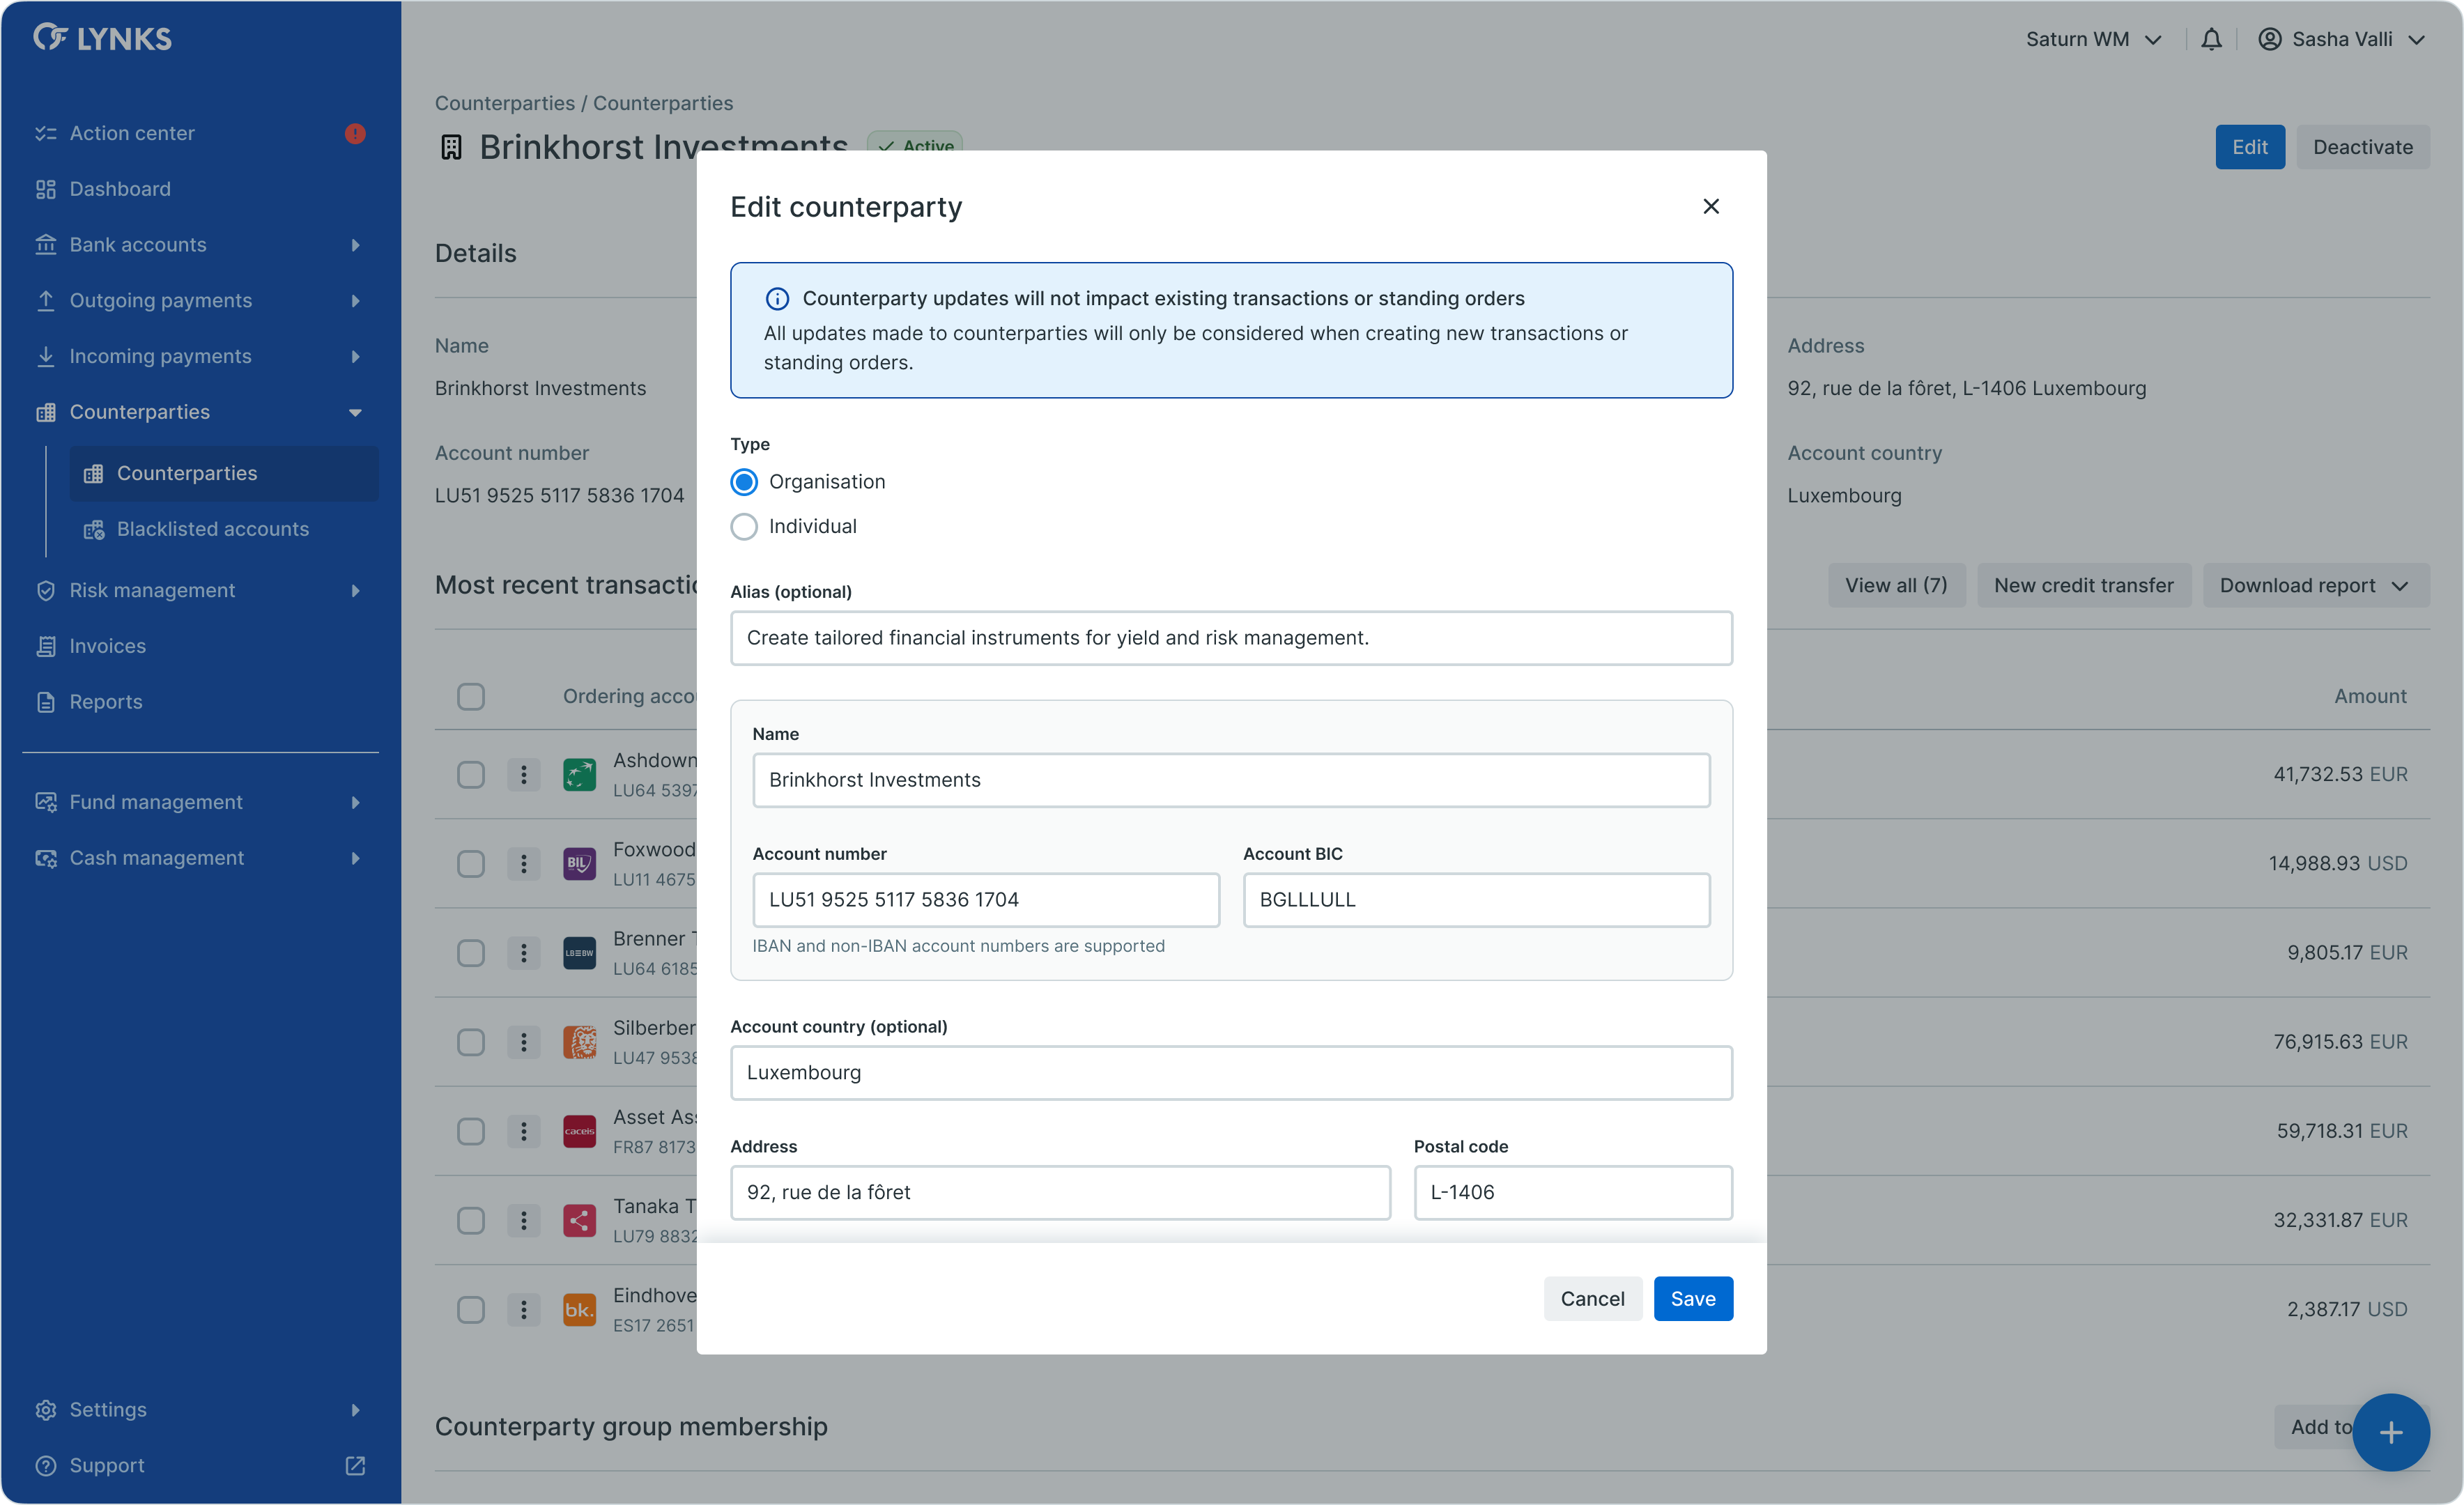 LYNKS
Saturn WM
Sasha Valli
Action center
Dashboard
Bank accounts
Outgoing payments
Incoming payments
Counterparties
Counterparties
Blacklisted accounts
Risk management
Invoices
Reports
Fund management
Cash management
Settings
Support
Counterparties / Counterparties
Brinkhorst Investments
Active
Edit
Deactivate
Details
Name
Brinkhorst Investments
Account number
LU51 9525 5117 5836 1704
Address
92, rue de la fôret, L-1406 Luxembourg
Account country
Luxembourg
Most recent transactio
View all (7)
New credit transfer
Download report
Ordering accou
Amount
Ashdown
LU64 5397
41,732.53 EUR
BIL
Foxwood
LU11 4675
14,988.93 USD
LB≡BW
Brenner T
LU64 6185
9,805.17 EUR
Silberber
LU47 9538
76,915.63 EUR
caceis
Asset Ass
FR87 8173
59,718.31 EUR
Tanaka T
LU79 8832
32,331.87 EUR
bk.
Eindhove
ES17 2651
2,387.17 USD
Counterparty group membership
Add to
Edit counterparty
Counterparty updates will not impact existing transactions or standing orders
All updates made to counterparties will only be considered when creating new transactions or
standing orders.
Type
Organisation
Individual
Alias (optional)
Create tailored financial instruments for yield and risk management.
Name
Brinkhorst Investments
Account number
Account BIC
LU51 9525 5117 5836 1704
BGLLLULL
IBAN and non-IBAN account numbers are supported
Account country (optional)
Luxembourg
Address
Postal code
92, rue de la fôret
L-1406
Cancel
Save